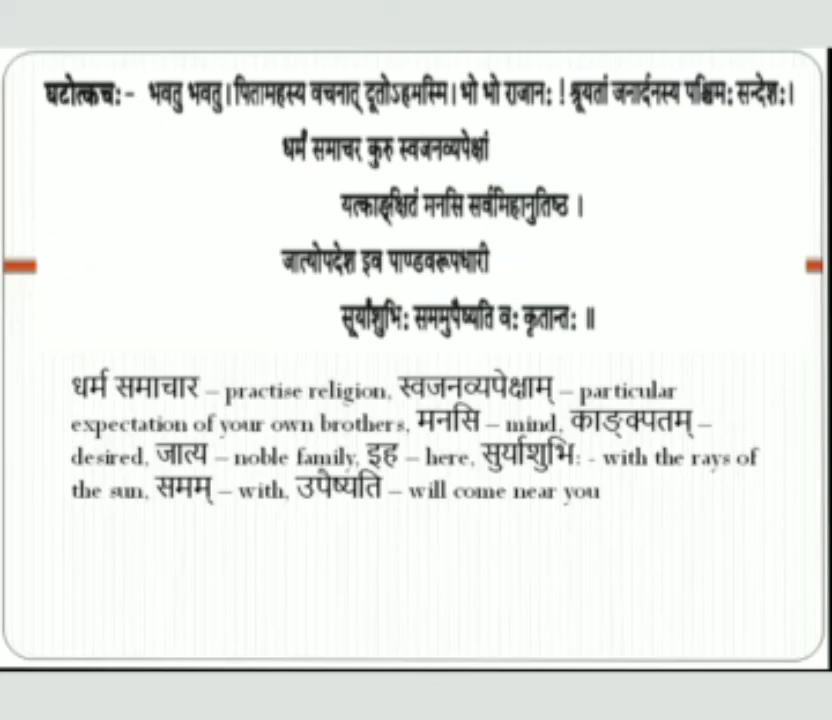 घटोत्कचः- भवतु भवतु। पितामहस्य वचनात् दूतोऽहमस्मि। भो भो राजानः ! श्रूयतां जनार्दनस्य पश्चिमः सन्देशः।
धर्मं समाचर कुरु स्वजनव्यपेक्षां
यत्काङ्क्षितं मनसि सर्वमिहानुतिष्ठ ।
जात्योपदेश इव पाण्डवरूपधारी
सूर्यांशुभिः सममुपैष्यति वः कृतान्तः ॥
धर्म समाचार – practise religion, स्वजनव्यपेक्षाम् – particular
expectation of your own brothers, मनसि – mind, काङ्क्पतम् –
desired, जात्य – noble family, इह – here, सुर्याशुभि: - with the rays of
the sun, समम् – with, उपेष्यति – will come near you